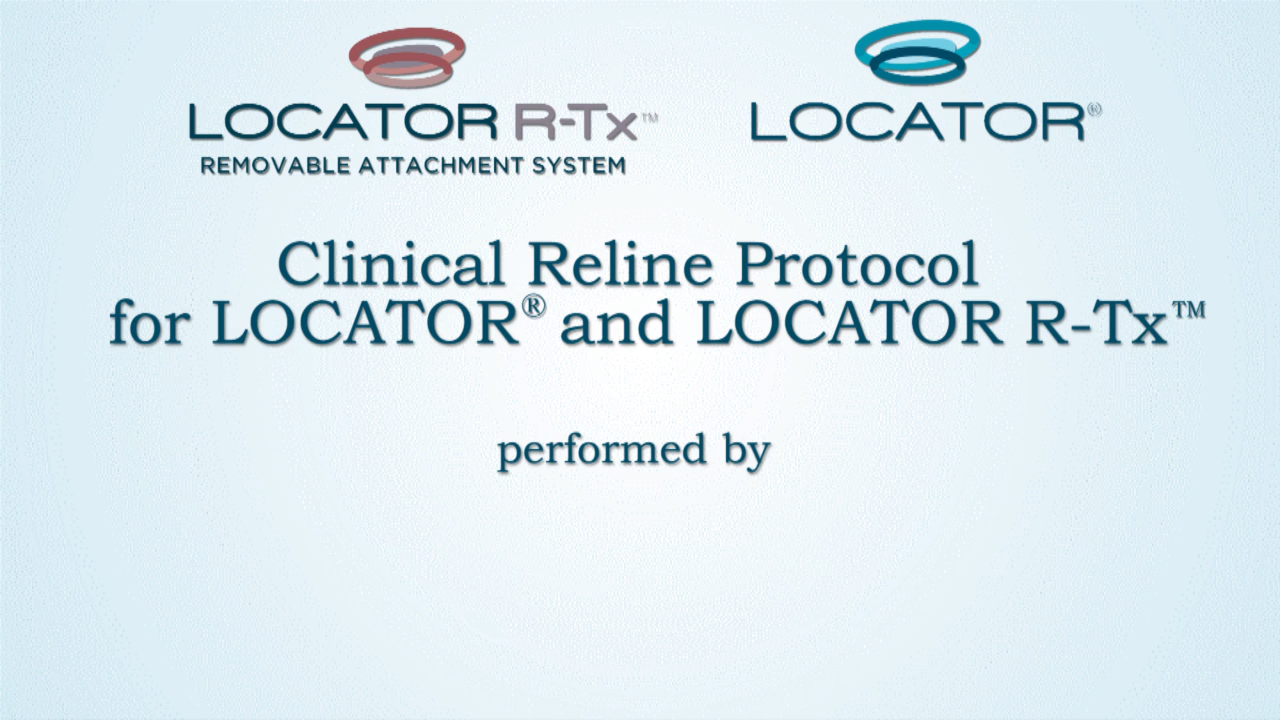 LOCATOR R-Tx™
REMOVABLE ATTACHMENT SYSTEM
LOCATOR®
Clinical Reline Protocol
for LOCATOR® and LOCATOR R-Tx™
performed by